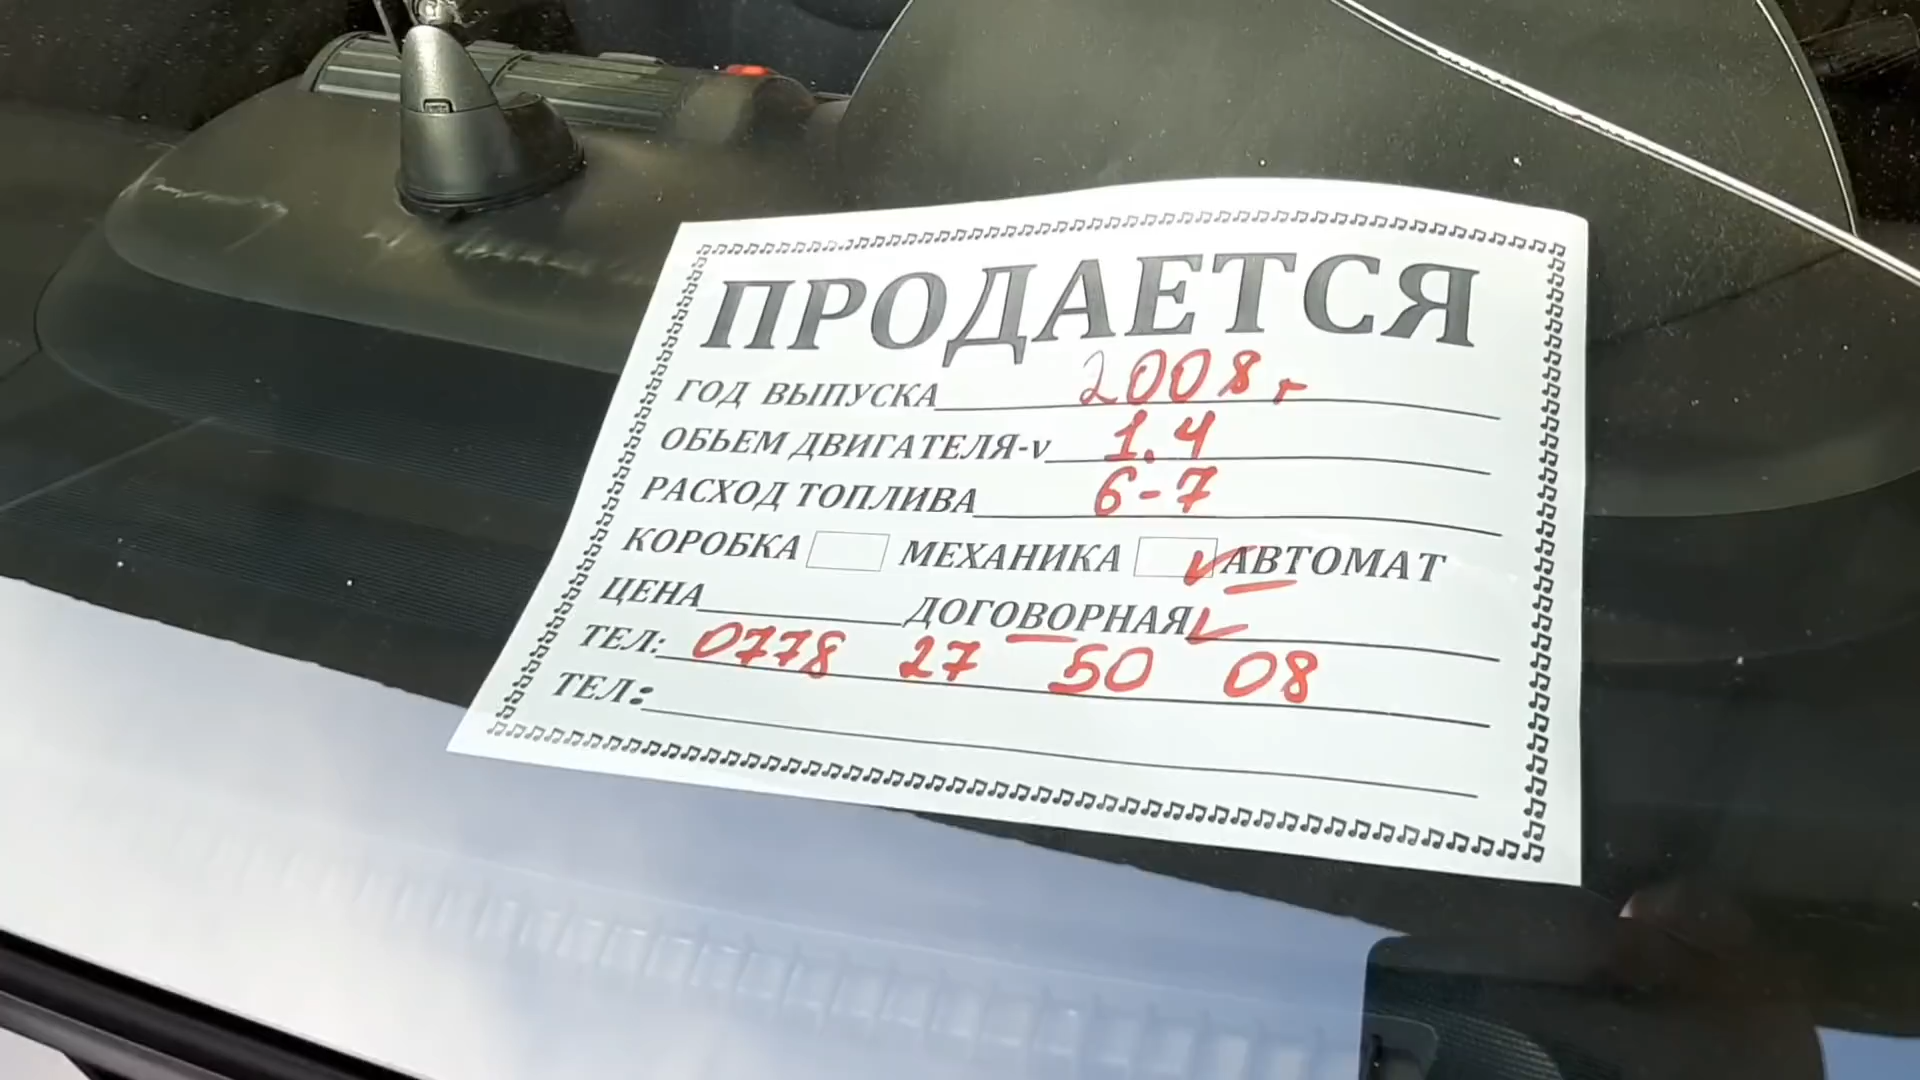 ПРОДАЕТСЯ
ГОД ВЫПУСКА 2008 г
ОБЬЕМ ДВИГАТЕЛЯ-v 1.4
РАСХОД ТОПЛИВА 6-7
КОРОБКА МЕХАНИКА АВТОМАТ
ЦЕНА ДОГОВОРНАЯ
ТЕЛ: 0778 27 50 08
ТЕЛ: